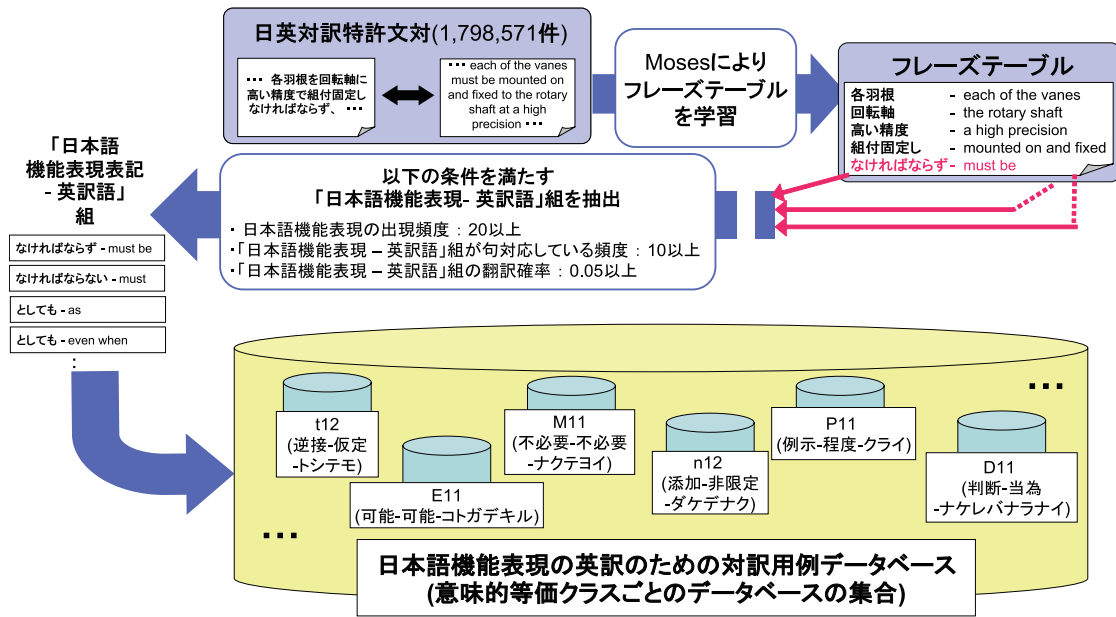 日英対訳特許文対(1,798,571件)
… 各羽根を回転軸に
高い精度で組付固定し
なければならず、 …
… each of the vanes
must be mounted on
and fixed to the rotary
shaft at a high
precision …
Mosesにより
フレーズテーブル
を学習
フレーズテーブル
各羽根 - each of the vanes
回転軸 - the rotary shaft
高い精度 - a high precision
組付固定し - mounted on and fixed
なければならず - must be
以下の条件を満たす
「日本語機能表現- 英訳語」組を抽出
・ 日本語機能表現の出現頻度 : 20以上
・「日本語機能表現 – 英訳語」組が句対応している頻度 : 10以上
・「日本語機能表現 – 英訳語」組の翻訳確率 : 0.05以上
「日本語
機能表現表記
- 英訳語」
組
なければならず - must be
なければならない - must
としても - as
としても - even when
⋮
t12
(逆接-仮定
-トシテモ)
E11
(可能-可能-コトガデキル)
M11
(不必要-不必要
-ナクテヨイ)
n12
(添加-非限定
-ダケデナク)
P11
(例示-程度-クライ)
D11
(判断-当為
-ナケレバナラナイ)
…
…
日本語機能表現の英訳のための対訳用例データベース
(意味的等価クラスごとのデータベースの集合)